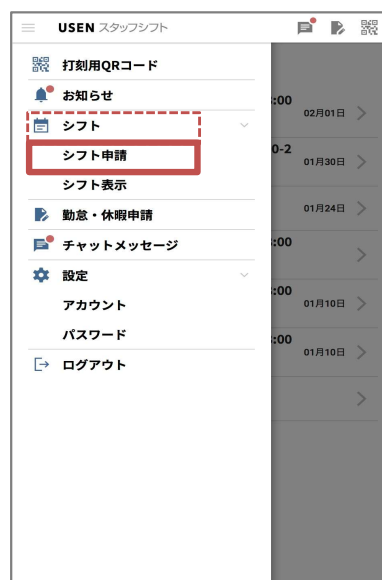 USEN スタッフシフト
打刻用QRコード
お知らせ
シフト
シフト申請
シフト表示
勤怠・休暇申請
チャットメッセージ
設定
アカウント
パスワード
ログアウト
:00
02月01日
0-2
01月30日
01月24日
:00
:00
01月10日
:00
01月10日